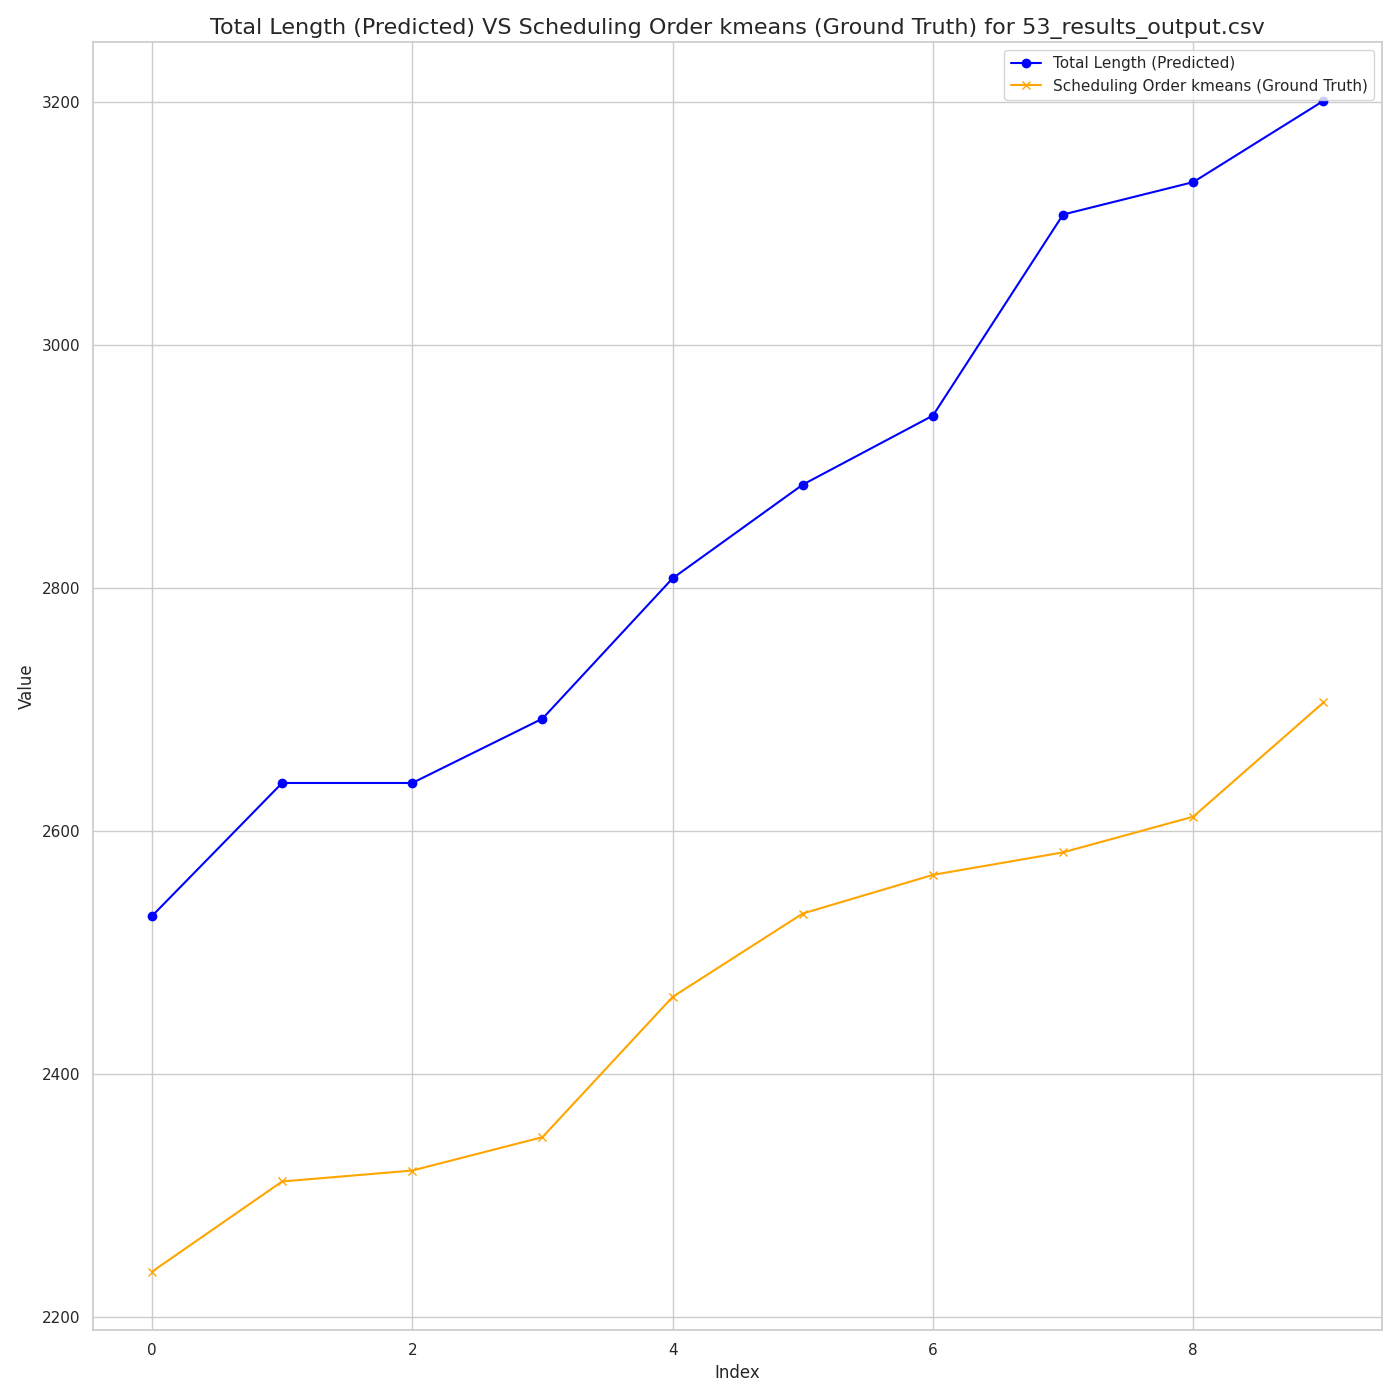 Total Length (Predicted) VS Scheduling Order kmeans (Ground Truth) for 53_results_output.csv
Total Length (Predicted)
Scheduling Order kmeans (Ground Truth)
3200
3000
2800
2600
2400
2200
Value
0 2 4 6 8
Index